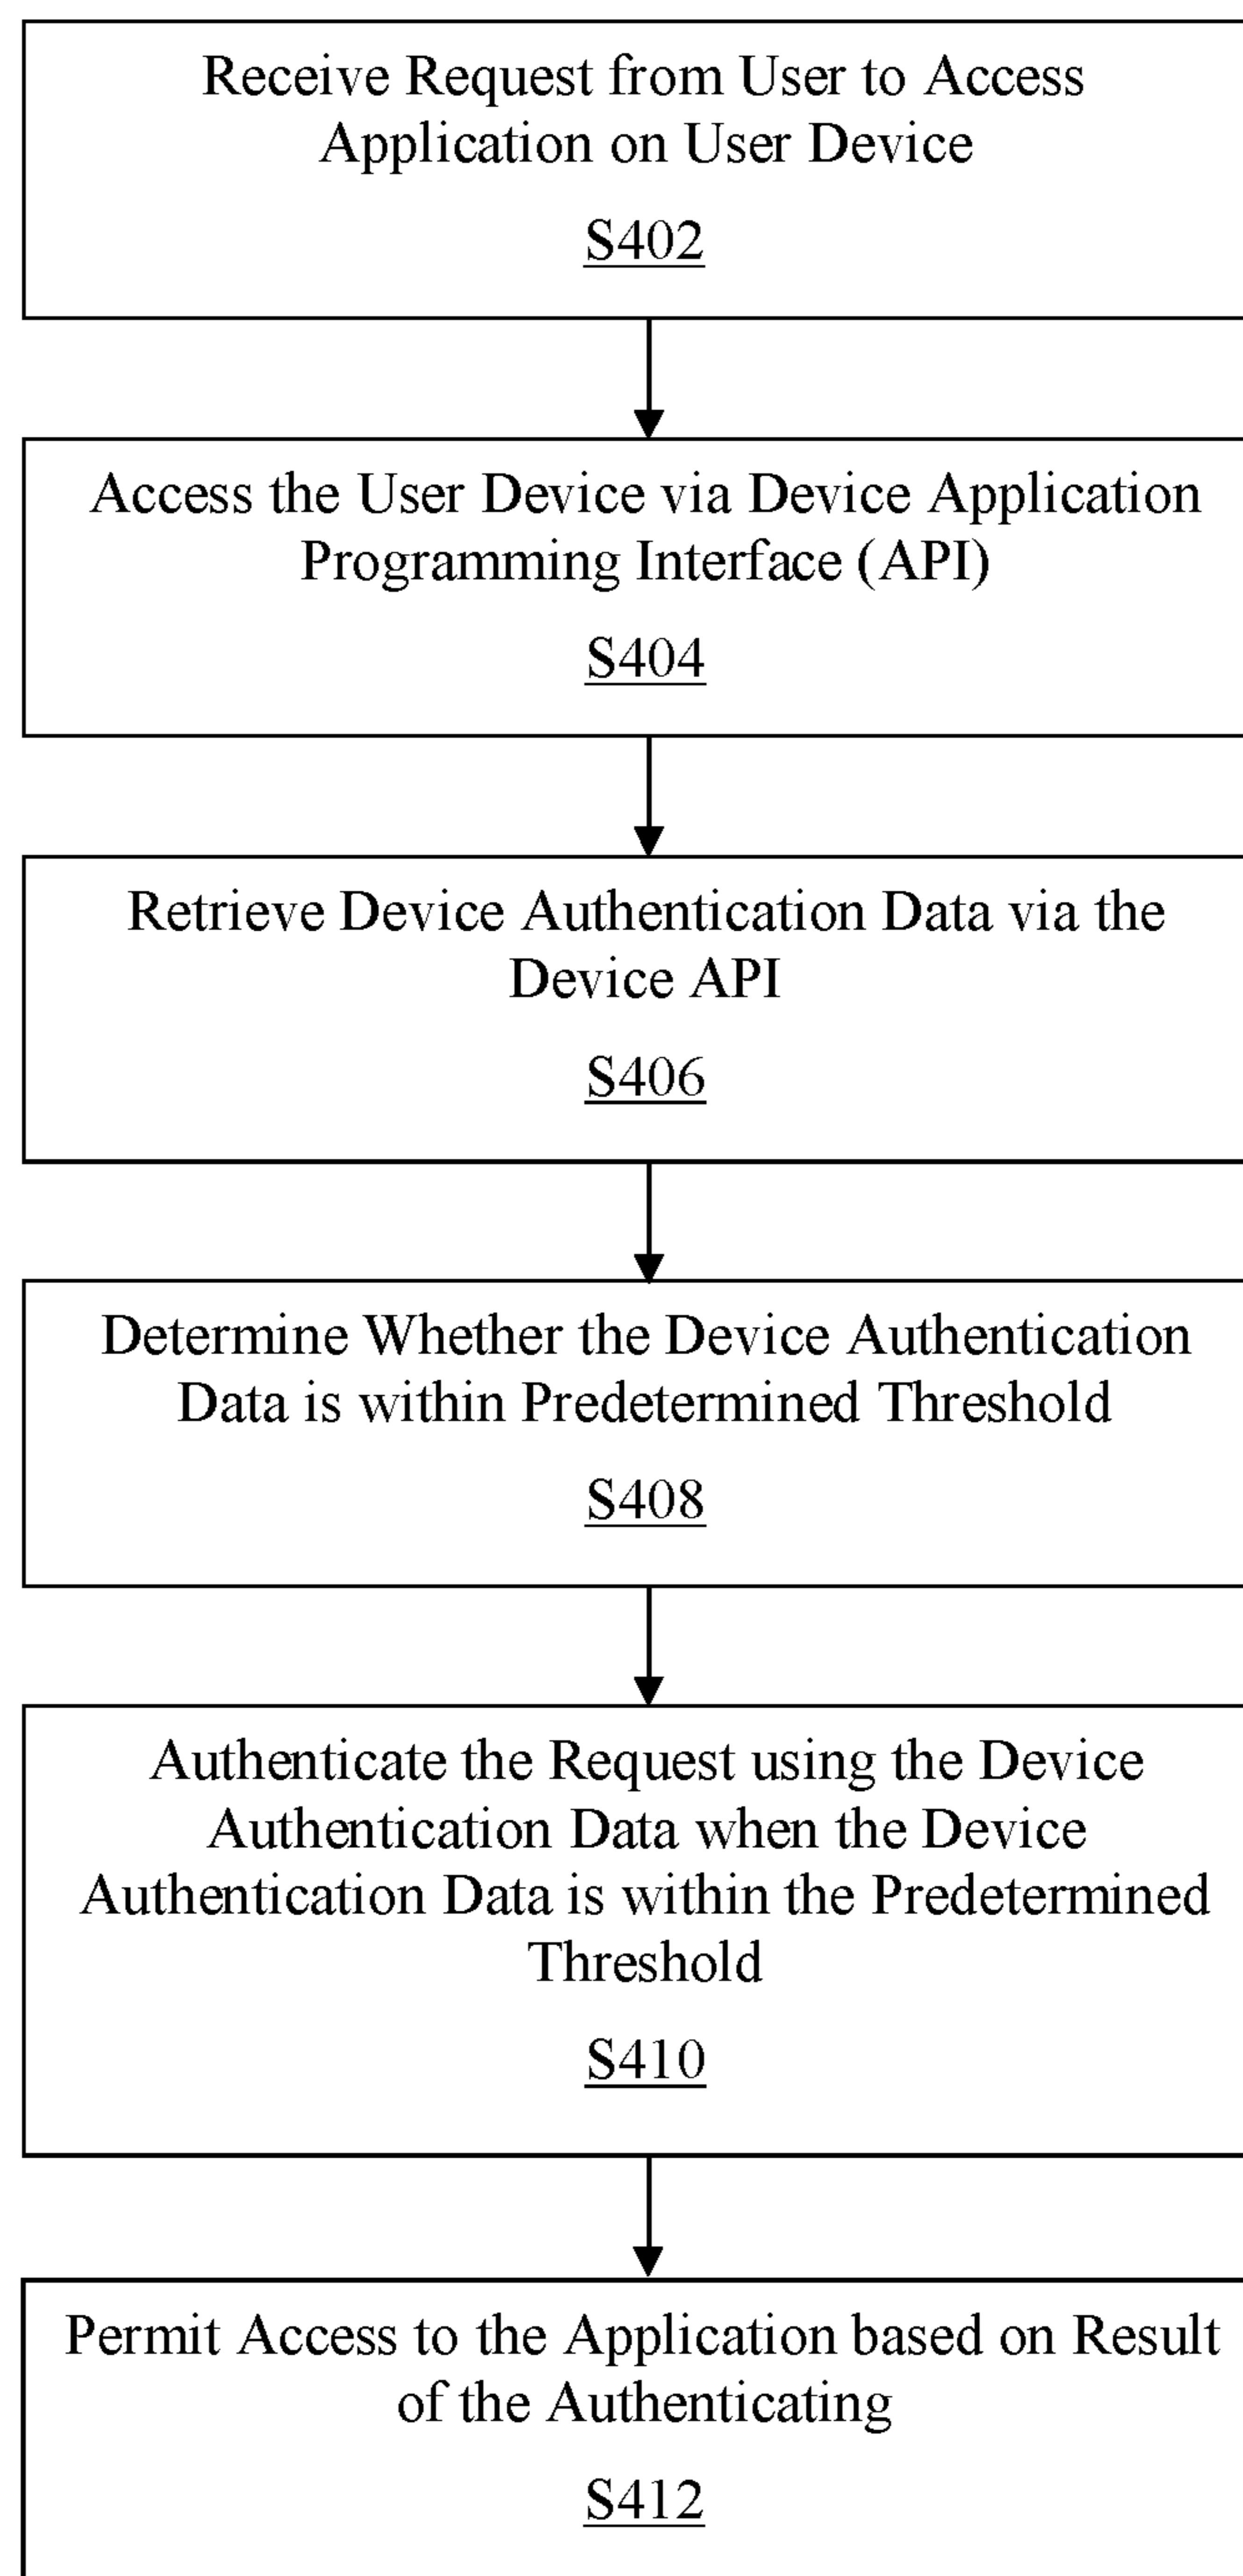 Receive Request from User to Access
Application on User Device
S402
Access the User Device via Device Application
Programming Interface (API)
S404
Retrieve Device Authentication Data via the
Device API
S406
Determine Whether the Device Authentication
Data is within Predetermined Threshold
S408
Authenticate the Request using the Device
Authentication Data when the Device
Authentication Data is within the Predetermined
Threshold
S410
Permit Access to the Application based on Result
of the Authenticating
S412